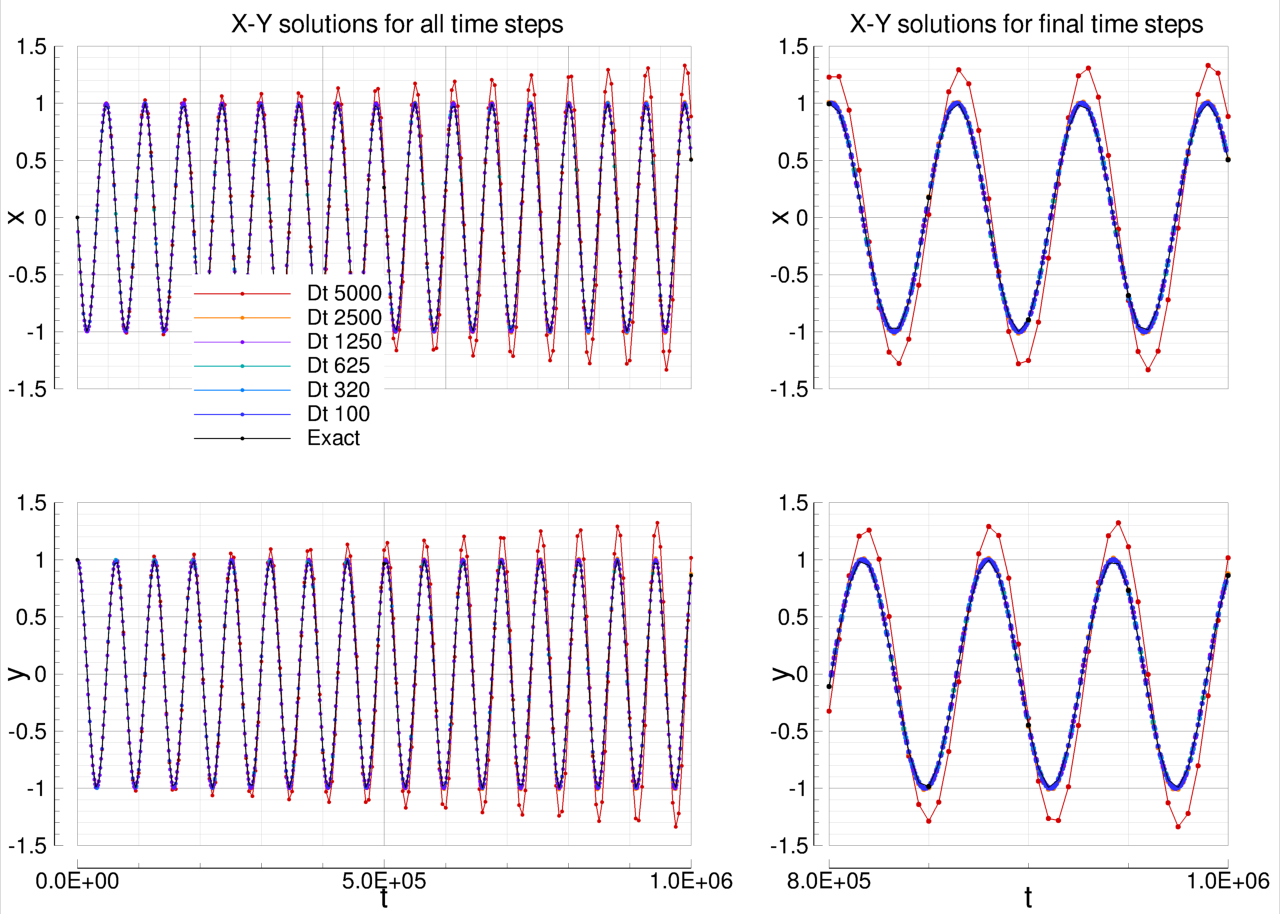 X-Y solutions for all time steps
1.5
1
0.5
0
-0.5
-1
-1.5
x
Dt 5000
Dt 2500
Dt 1250
Dt 625
Dt 320
Dt 100
Exact
X-Y solutions for final time steps
1.5
1
0.5
0
-0.5
-1
-1.5
x
1.5
1
0.5
0
-0.5
-1
-1.5
y
0.0E+00 5.0E+05 1.0E+06
t
1.5
1
0.5
0
-0.5
-1
-1.5
y
8.0E+05 1.0E+06
t